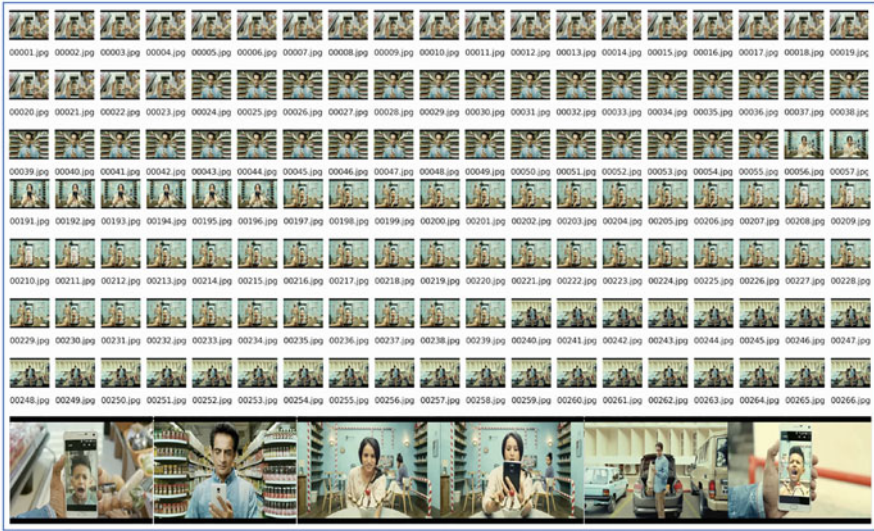 00001.jpg 00002.jpg 00003.jpg 00004.jpg 00005.jpg 00006.jpg 00007.jpg 00008.jpg 00009.jpg 00010.jpg 00011.jpg 00012.jpg 00013.jpg 00014.jpg 00015.jpg 00016.jpg 00017.jpg 00018.jpg 00019.jpg
00020.jpg 00021.jpg 00022.jpg 00023.jpg 00024.jpg 00025.jpg 00026.jpg 00027.jpg 00028.jpg 00029.jpg 00030.jpg 00031.jpg 00032.jpg 00033.jpg 00034.jpg 00035.jpg 00036.jpg 00037.jpg 00038.jpg
00039.jpg 00040.jpg 00041.jpg 00042.jpg 00043.jpg 00044.jpg 00045.jpg 00046.jpg 00047.jpg 00048.jpg 00049.jpg 00050.jpg 00051.jpg 00052.jpg 00053.jpg 00054.jpg 00055.jpg 00056.jpg 00057.jpg
00191.jpg 00192.jpg 00193.jpg 00194.jpg 00195.jpg 00196.jpg 00197.jpg 00198.jpg 00199.jpg 00200.jpg 00201.jpg 00202.jpg 00203.jpg 00204.jpg 00205.jpg 00206.jpg 00207.jpg 00208.jpg 00209.jpg
00210.jpg 00211.jpg 00212.jpg 00213.jpg 00214.jpg 00215.jpg 00216.jpg 00217.jpg 00218.jpg 00219.jpg 00220.jpg 00221.jpg 00222.jpg 00223.jpg 00224.jpg 00225.jpg 00226.jpg 00227.jpg 00228.jpg
00229.jpg 00230.jpg 00231.jpg 00232.jpg 00233.jpg 00234.jpg 00235.jpg 00236.jpg 00237.jpg 00238.jpg 00239.jpg 00240.jpg 00241.jpg 00242.jpg 00243.jpg 00244.jpg 00245.jpg 00246.jpg 00247.jpg
00248.jpg 00249.jpg 00250.jpg 00251.jpg 00252.jpg 00253.jpg 00254.jpg 00255.jpg 00256.jpg 00257.jpg 00258.jpg 00259.jpg 00260.jpg 00261.jpg 00262.jpg 00263.jpg 00264.jpg 00265.jpg 00266.jpg